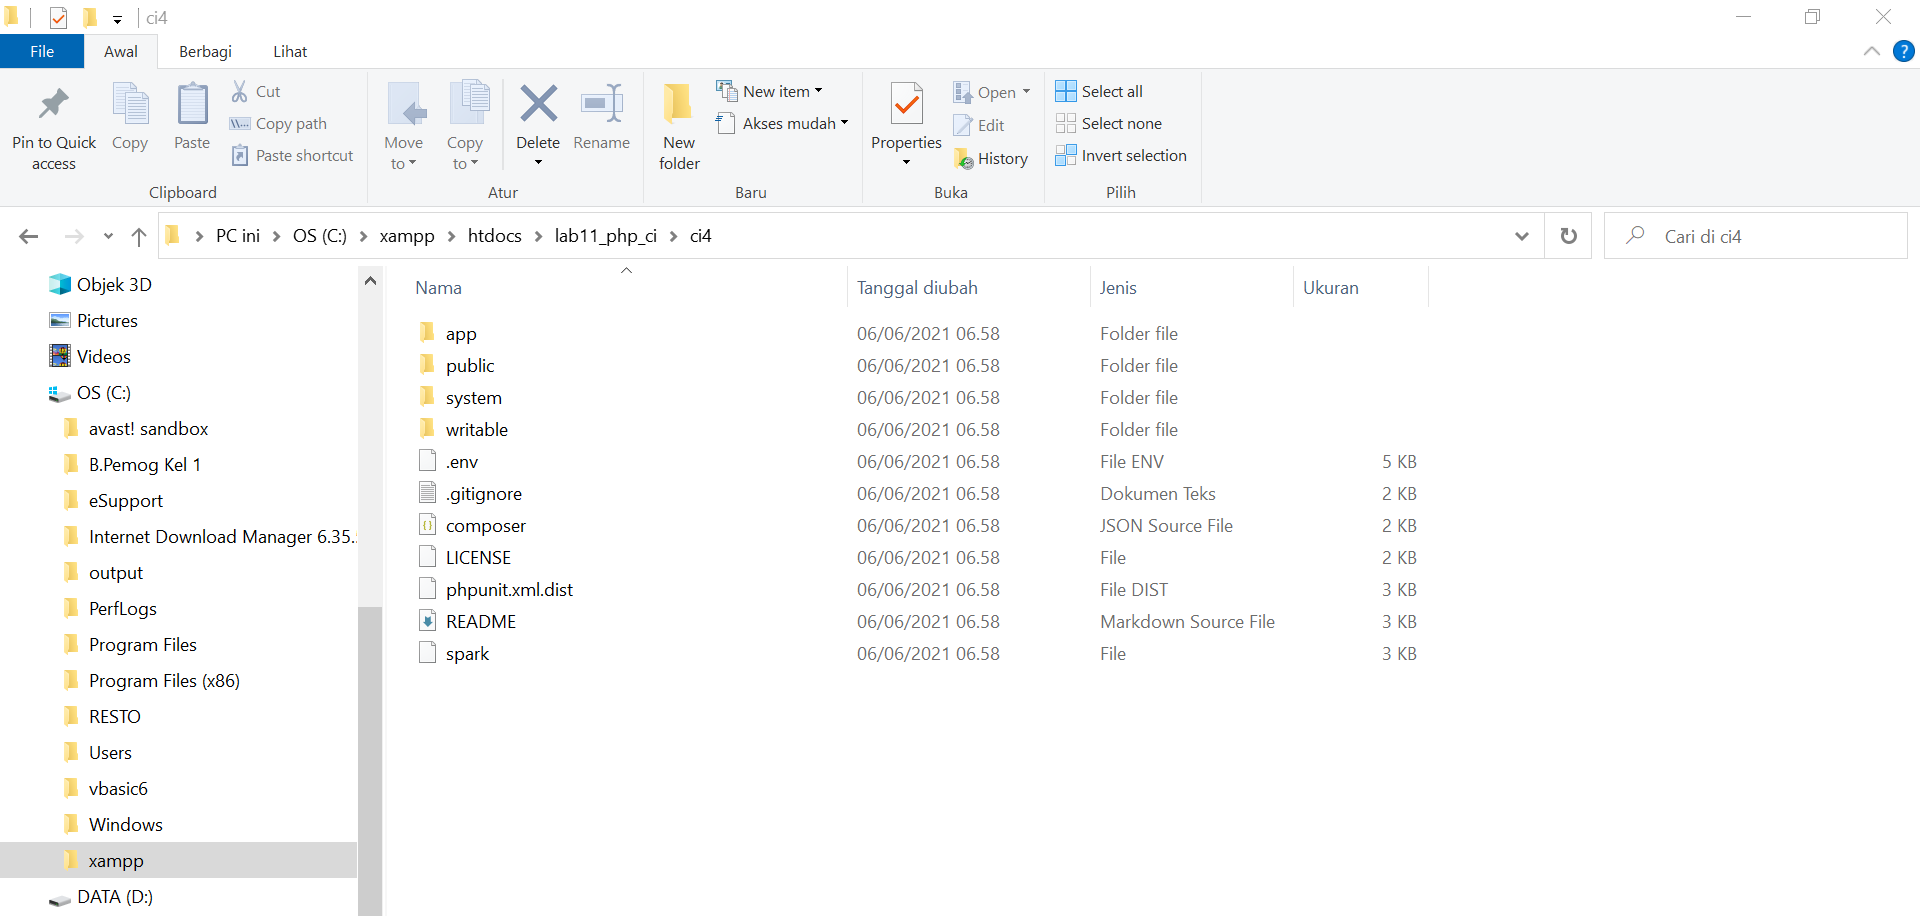 ci4
File Awal Berbagi Lihat
Pin to Quick access
Copy
Paste
Cut
Copy path
Paste shortcut
Clipboard
Move to
Copy to
Delete
Rename
Atur
New folder
New item
Akses mudah
Baru
Properties
Open
Edit
History
Buka
Select all
Select none
Invert selection
Pilih
PC ini OS (C:) xampp htdocs lab11_php_ci ci4
Cari di ci4
Objek 3D
Pictures
Videos
OS (C:)
avast! sandbox
B.Pemog Kel 1
eSupport
Internet Download Manager 6.35.
output
PerfLogs
Program Files
Program Files (x86)
RESTO
Users
vbasic6
Windows
xampp
DATA (D:)
Nama Tanggal diubah Jenis Ukuran
app 06/06/2021 06.58 Folder file
public 06/06/2021 06.58 Folder file
system 06/06/2021 06.58 Folder file
writable 06/06/2021 06.58 Folder file
.env 06/06/2021 06.58 File ENV 5 KB
.gitignore 06/06/2021 06.58 Dokumen Teks 2 KB
composer 06/06/2021 06.58 JSON Source File 2 KB
LICENSE 06/06/2021 06.58 File 2 KB
phpunit.xml.dist 06/06/2021 06.58 File DIST 3 KB
README 06/06/2021 06.58 Markdown Source File 3 KB
spark 06/06/2021 06.58 File 3 KB